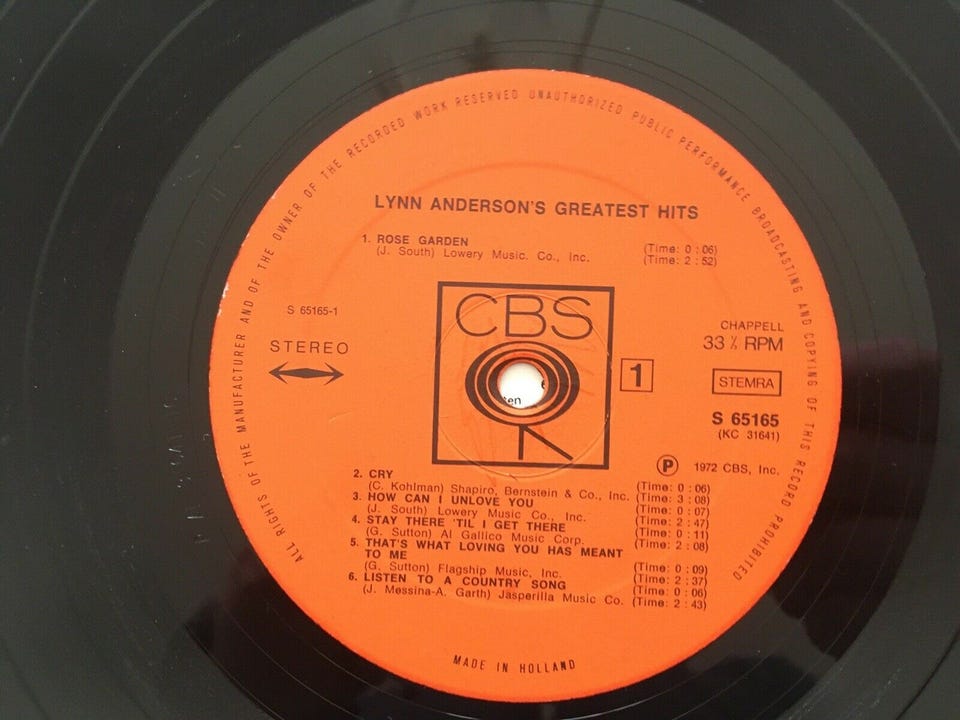 ALL RIGHTS OF THE MANUFACTURER AND OF THE OWNER OF THE RECORDED WORK RESERVED UNAUTHORIZED PUBLIC PERFORMANCE BROADCASTING AND COPYING OF THIS RECORD PROHIBITED
LYNN ANDERSON'S GREATEST HITS
1. ROSE GARDEN (Time: 0 : 06)
(J. South) Lowery Music. Co., Inc. (Time: 2 : 52)
CBS
S 65165-1
STEREO
1
CHAPPELL
33 ⅓ RPM
STEMRA
S 65165
(KC 31641)
Ⓟ 1972 CBS, Inc.
2. CRY (Time: 0 : 06)
(C. Kohlman) Shapiro, Bernstein & Co., Inc. (Time: 3 : 08)
3. HOW CAN I UNLOVE YOU (Time: 0 : 07)
(J. South) Lowery Music Co., Inc. (Time: 2 : 47)
4. STAY THERE 'TIL I GET THERE (Time: 0 : 11)
(G. Sutton) Al Gallico Music Corp. (Time: 2 : 08)
5. THAT'S WHAT LOVING YOU HAS MEANT
TO ME (Time: 0 : 09)
(G. Sutton) Flagship Music, Inc. (Time: 2 : 37)
6. LISTEN TO A COUNTRY SONG (Time: 0 : 06)
(J. Messina-A. Garth) Jasperilla Music Co. (Time: 2 : 43)
MADE IN HOLLAND